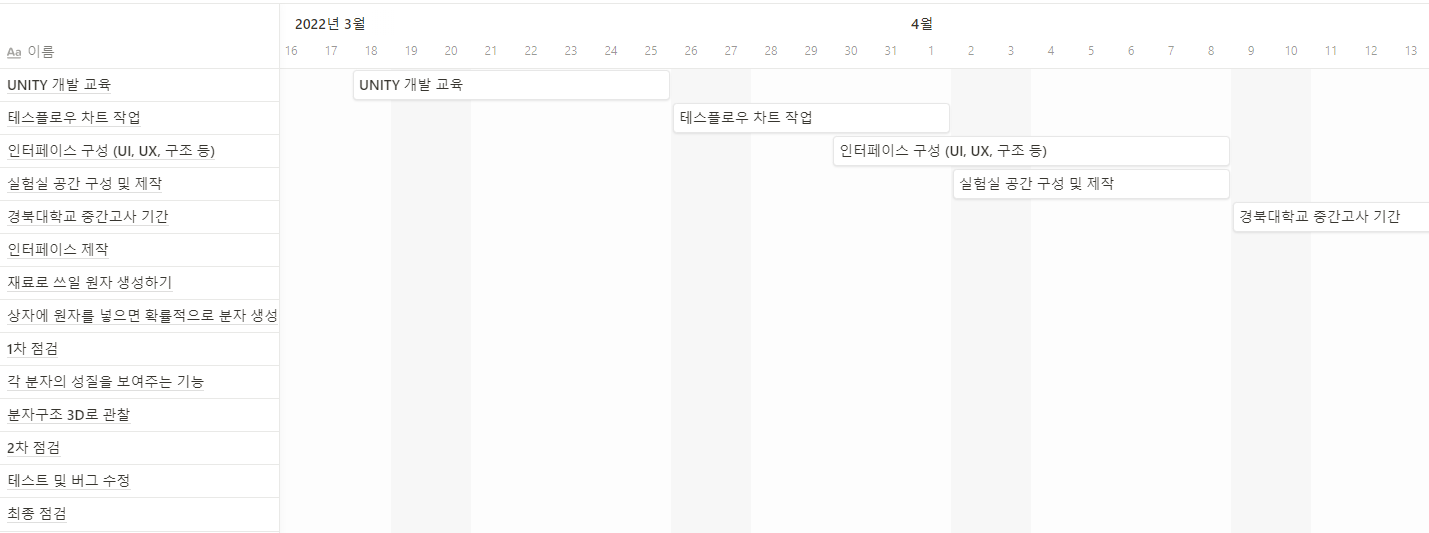 2022년 3월 4월
Aa 이름 16 17 18 19 20 21 22 23 24 25 26 27 28 29 30 31 1 2 3 4 5 6 7 8 9 10 11 12 13
UNITY 개발 교육 UNITY 개발 교육
테스플로우 차트 작업 테스플로우 차트 작업
인터페이스 구성 (UI, UX, 구조 등) 인터페이스 구성 (UI, UX, 구조 등)
실험실 공간 구성 및 제작 실험실 공간 구성 및 제작
경북대학교 중간고사 기간 경북대학교 중간고사 기간
인터페이스 제작
재료로 쓰일 원자 생성하기
상자에 원자를 넣으면 확률적으로 분자 생성
1차 점검
각 분자의 성질을 보여주는 기능
분자구조 3D로 관찰
2차 점검
테스트 및 버그 수정
최종 점검